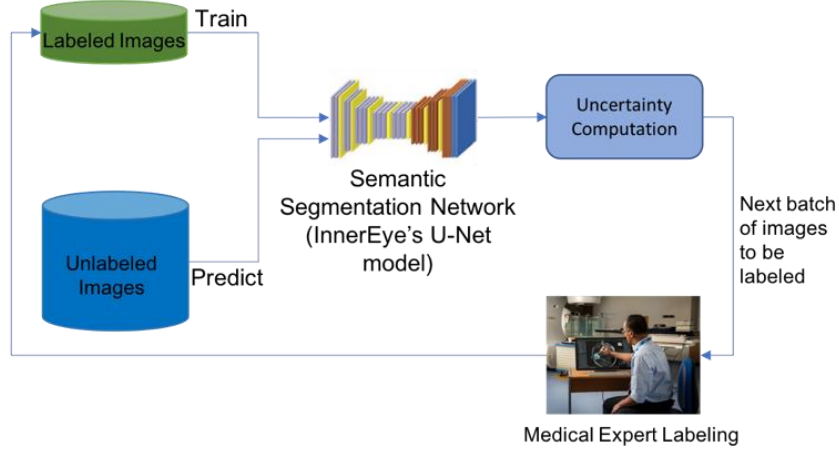 Labeled Images
Train
Uncertainty
Computation
Semantic
Segmentation Network
(InnerEye's U-Net
model)
Unlabeled
Images
Predict
Next batch
of images
to be
labeled
Medical Expert Labeling